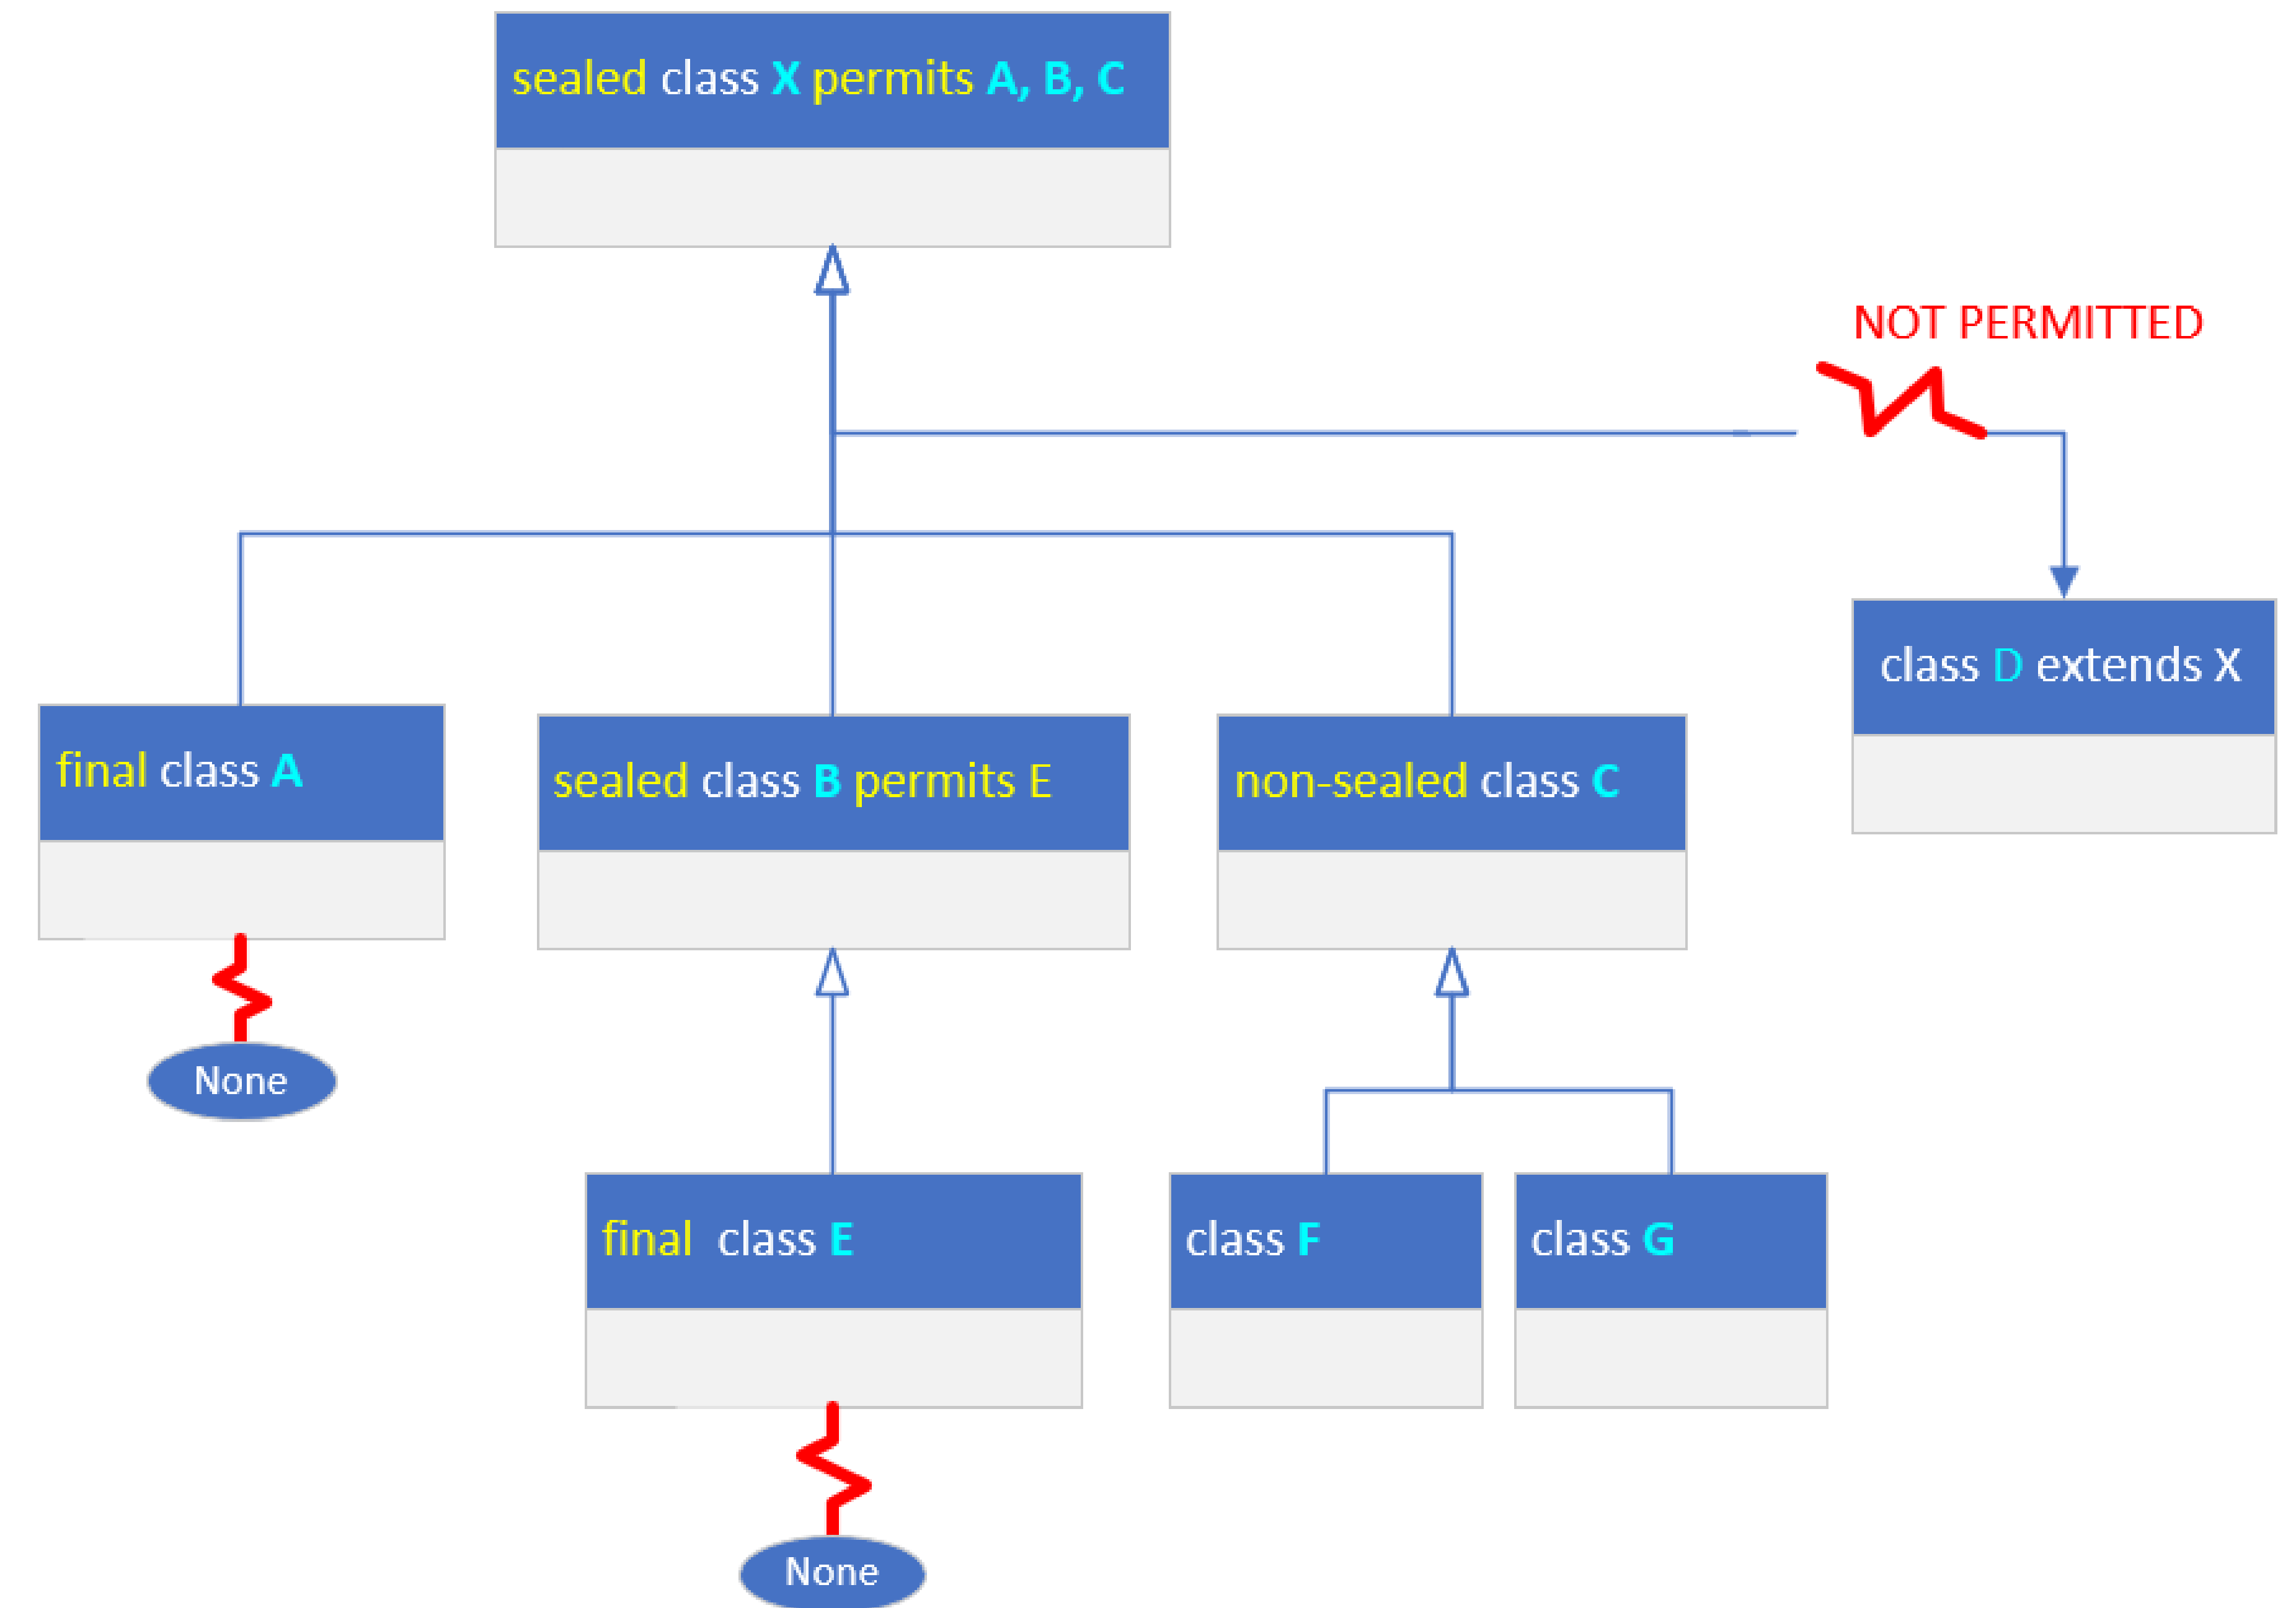 sealed class X permits A, B, C
NOT PERMITTED
class D extends X
final class A
sealed class B permits E
non-sealed class C
None
final class E
class F
class G
None